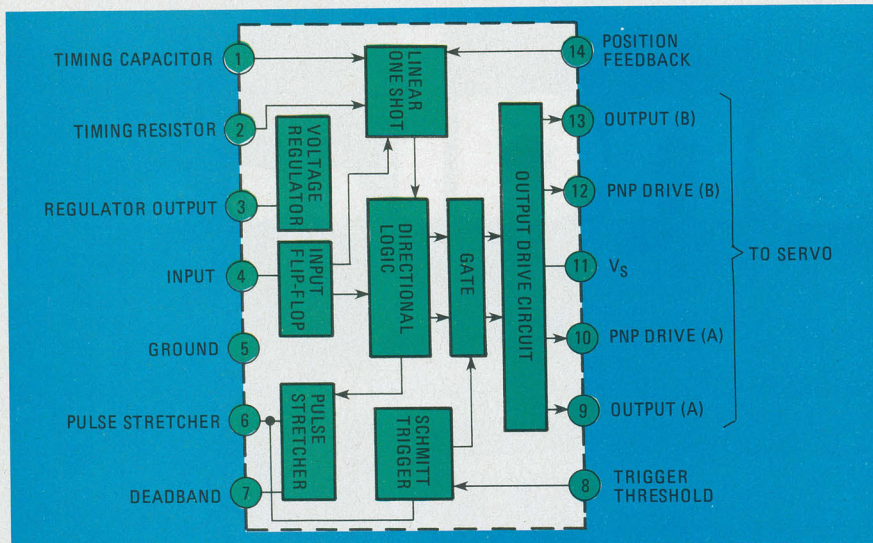 TIMING CAPACITOR 1
TIMING RESISTOR 2
REGULATOR OUTPUT 3
INPUT 4
GROUND 5
PULSE STRETCHER 6
DEADBAND 7
LINEAR
ONE SHOT
VOLTAGE
REGULATOR
INPUT
FLIP-FLOP
DIRECTIONAL
LOGIC
GATE
OUTPUT DRIVE CIRCUIT
PULSE
STRETCHER
SCHMITT
TRIGGER
14 POSITION
FEEDBACK
13 OUTPUT (B)
12 PNP DRIVE (B)
11 VS
10 PNP DRIVE (A)
9 OUTPUT (A)
8 TRIGGER
THRESHOLD
TO SERVO